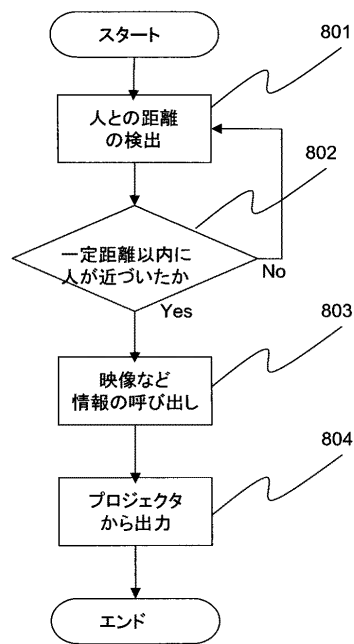 スタート
801
人との距離
の検出
802
一定距離以内に
人が近づいたか
No
Yes
803
映像など
情報の呼び出し
804
プロジェクタ
から出力
エンド